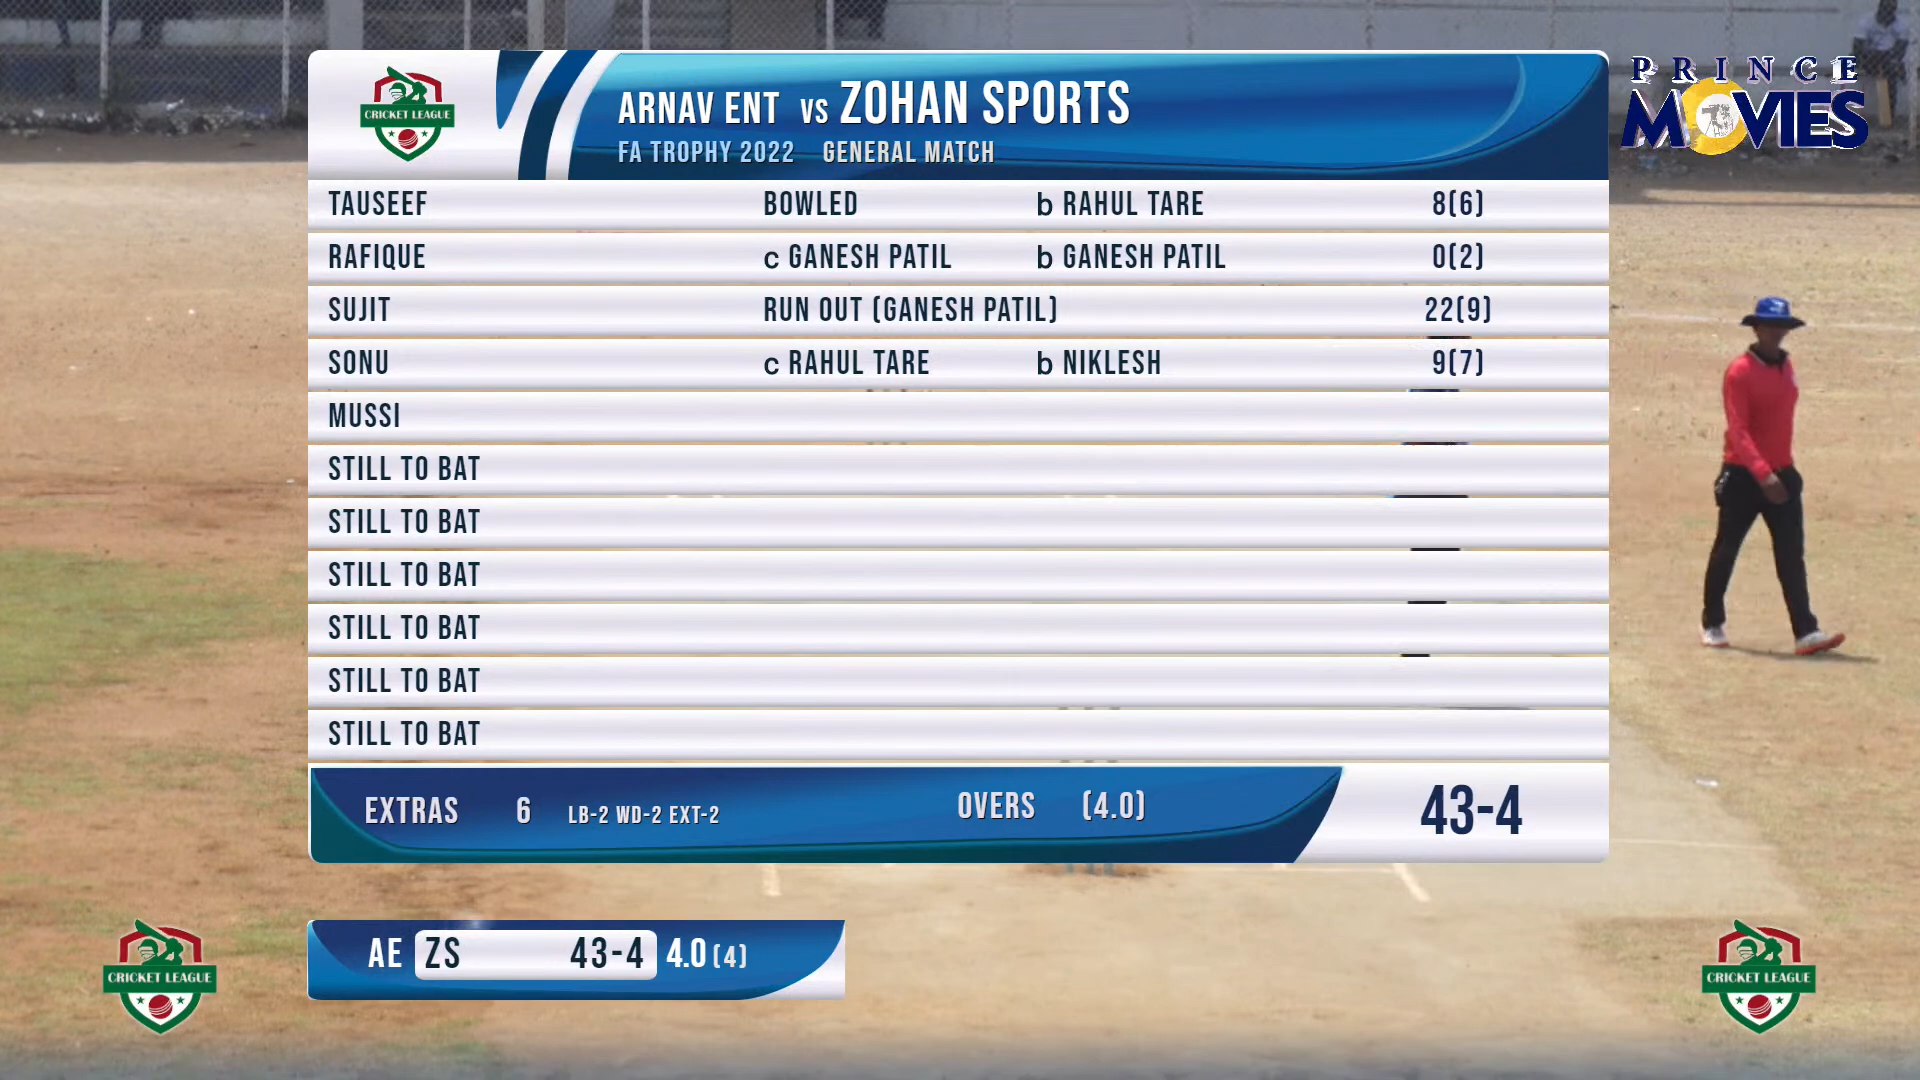 PRINCE
MOVIES
CRICKET LEAGUE
ARNAV ENT vs ZOHAN SPORTS
FA TROPHY 2022 GENERAL MATCH
TAUSEEF BOWLED b RAHUL TARE 8(6)
RAFIQUE c GANESH PATIL b GANESH PATIL 0(2)
SUJIT RUN OUT (GANESH PATIL) 22(9)
SONU c RAHUL TARE b NIKLESH 9(7)
MUSSI
STILL TO BAT
STILL TO BAT
STILL TO BAT
STILL TO BAT
STILL TO BAT
STILL TO BAT
EXTRAS 6 LB-2 WD-2 EXT-2 OVERS (4.0) 43-4
AE ZS 43-4 4.0 (4)
CRICKET LEAGUE
CRICKET LEAGUE